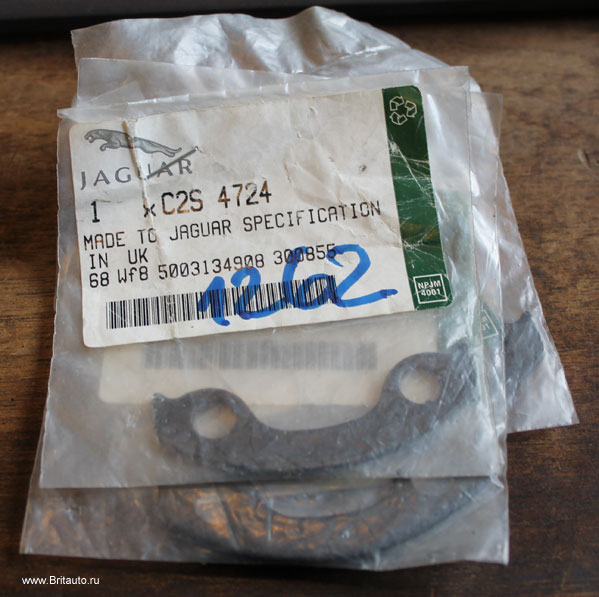 JAGUAR
1 x C2S 4724
MADE TO JAGUAR SPECIFICATION
IN UK
68 Wf8 5003134908 300855
1262
NPJM
4001
www.Britauto.ru